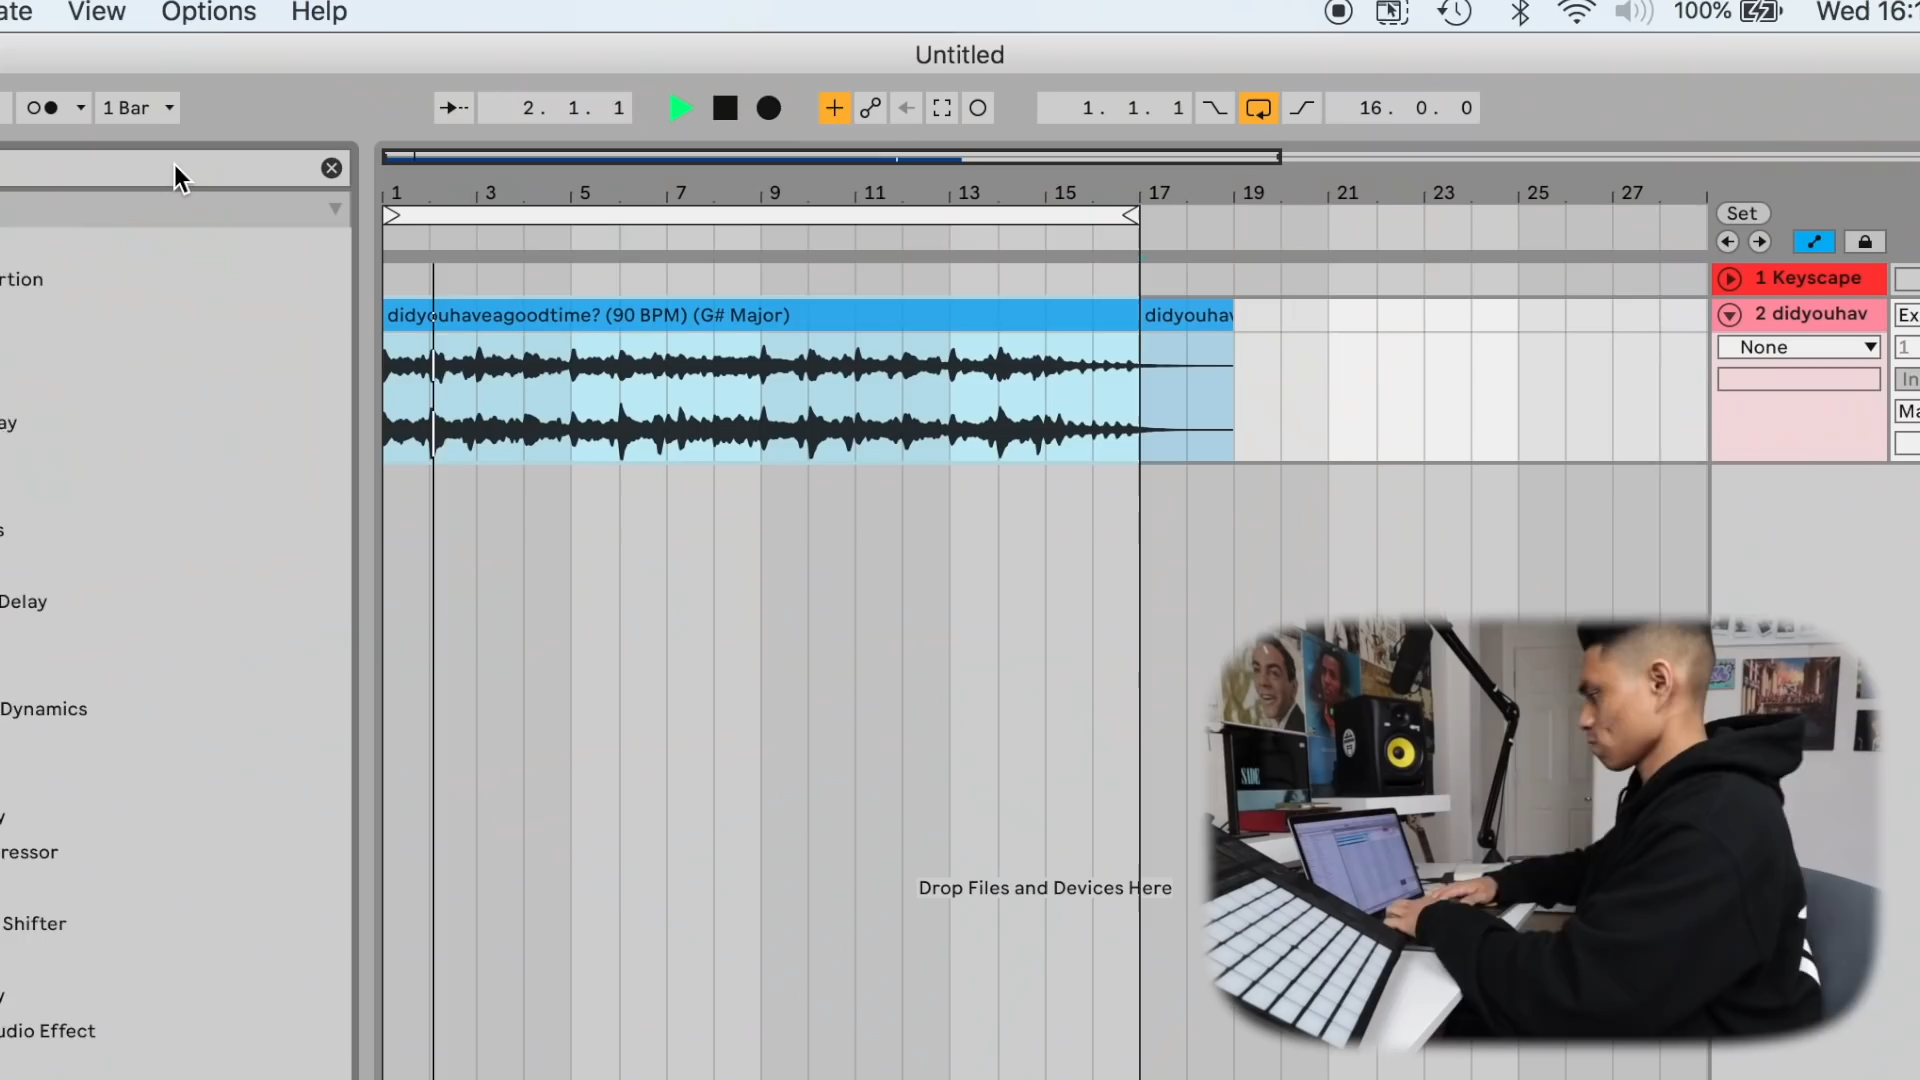 ate View Options Help 100% Wed 16:1
Untitled
1 Bar 2. 1. 1 1. 1. 1 16. 0. 0
1 3 5 7 9 11 13 15 17 19 21 23 25 27
Set
rtion
1 Keyscape
didyouhaveagoodtime? (90 BPM) (G# Major) didyouhav
2 didyouhav Ex
None 1
In
ay
Ma
s
Delay
Dynamics
SADE
y
ressor
Drop Files and Devices Here
Shifter
y
udio Effect